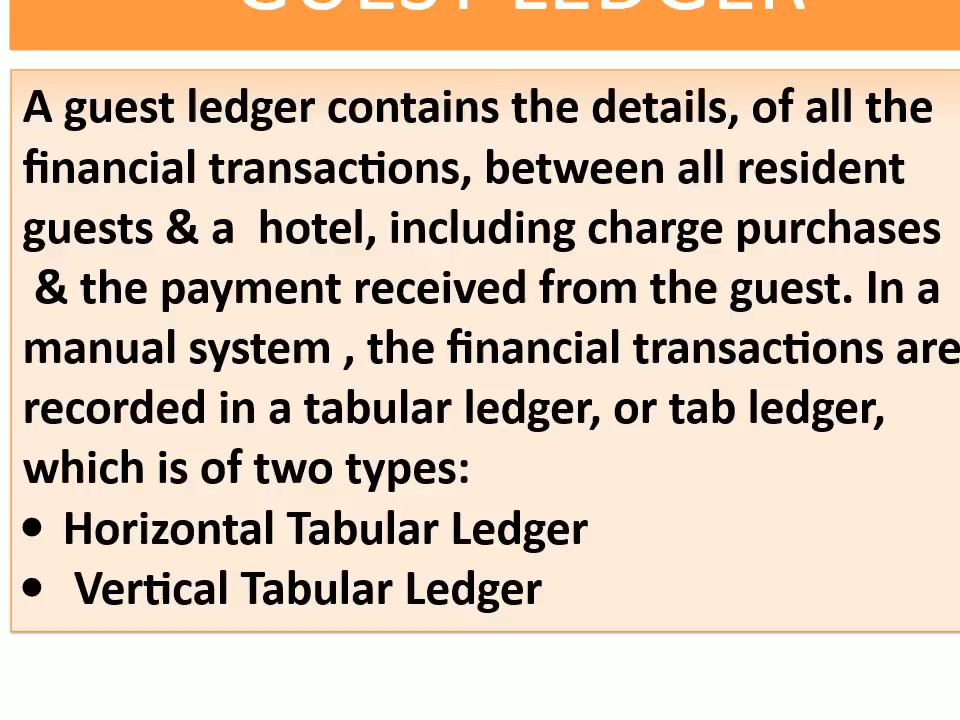 GUEST LEDGER
A guest ledger contains the details, of all the
financial transactions, between all resident
guests & a  hotel, including charge purchases
& the payment received from the guest. In a
manual system , the financial transactions are
recorded in a tabular ledger, or tab ledger,
which is of two types:
• Horizontal Tabular Ledger
• Vertical Tabular Ledger